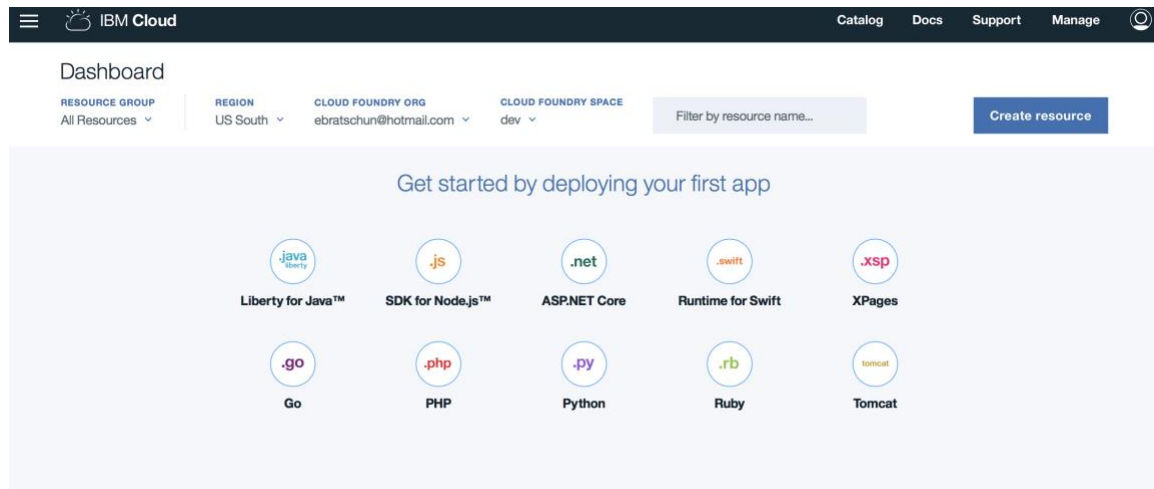 IBM Cloud Catalog Docs Support Manage
Dashboard
RESOURCE GROUP REGION CLOUD FOUNDRY ORG CLOUD FOUNDRY SPACE
All Resources US South ebratschun@hotmail.com dev Filter by resource name... Create resource
Get started by deploying your first app
.java liberty .js .net .swift .xsp
Liberty for Java™ SDK for Node.js™ ASP.NET Core Runtime for Swift XPages
.go .php .py .rb tomcat
Go PHP Python Ruby Tomcat